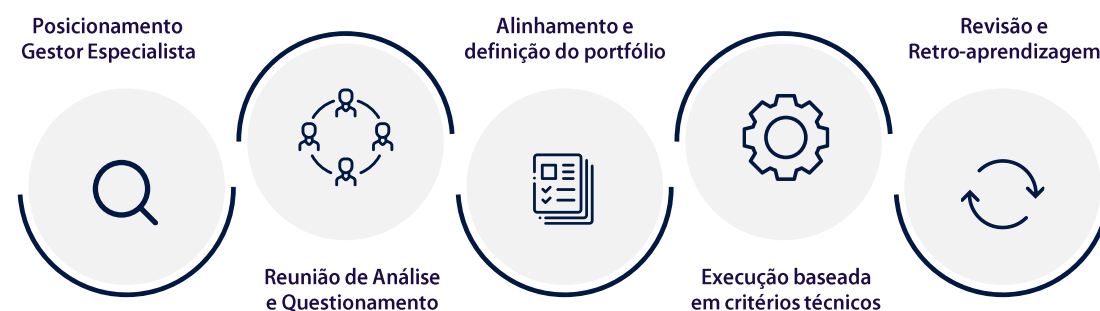 Posicionamento
Gestor Especialista
Reunião de Análise
e Questionamento
Alinhamento e
definição do portfólio
Execução baseada
em critérios técnicos
Revisão e
Retro-aprendizagem